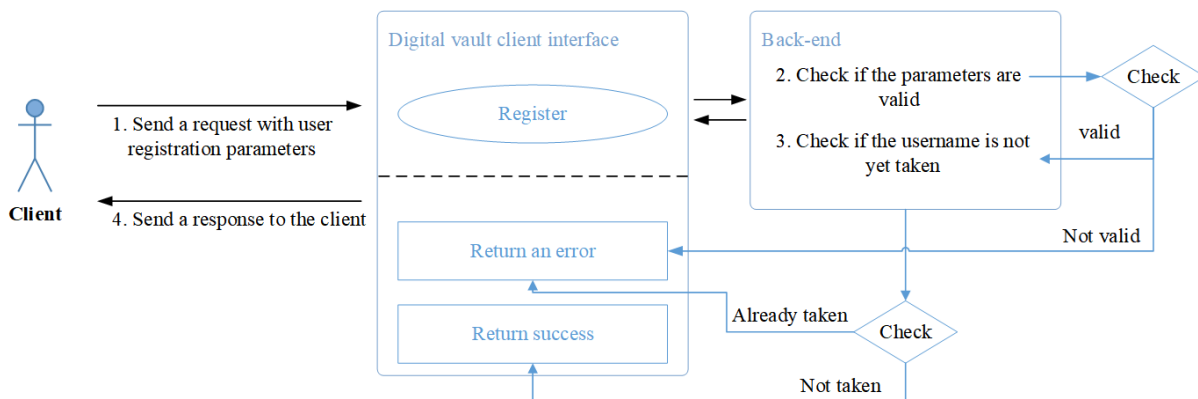 Digital vault client interface
Back-end
2. Check if the parameters are
valid
Check
1. Send a request with user
registration parameters
Register
valid
3. Check if the username is not
yet taken
Client
4. Send a response to the client
Not valid
Return an error
Already taken
Check
Return success
Not taken